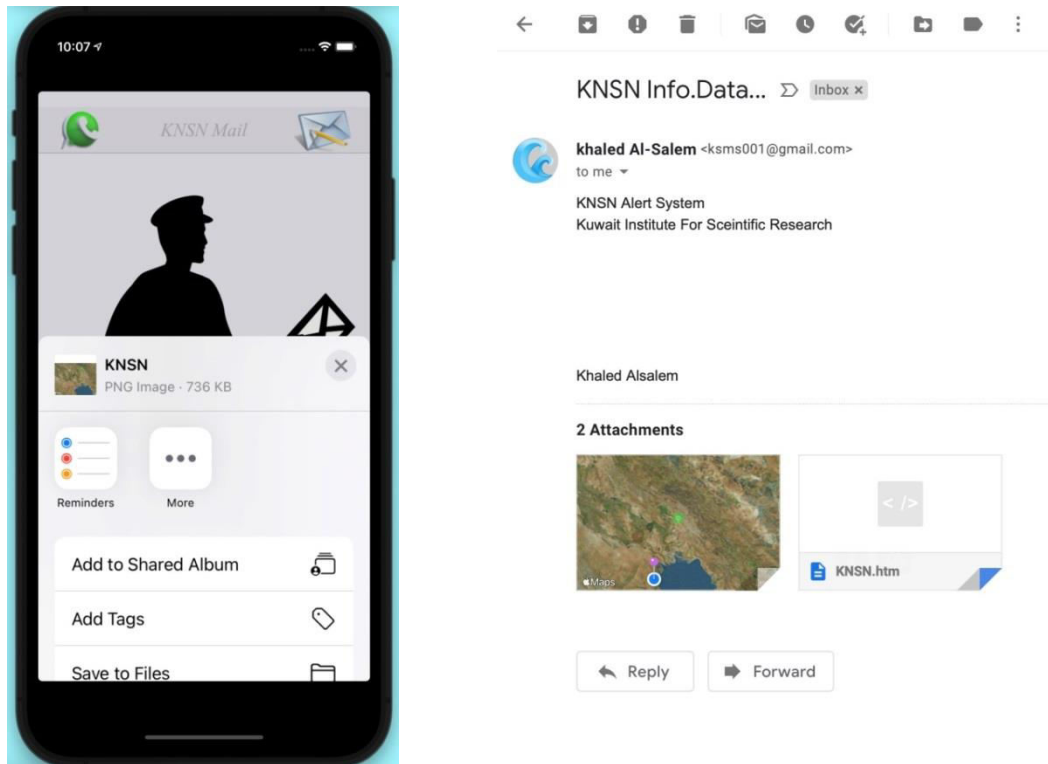 10:07
KNSN Mail
KNSN
PNG Image · 736 KB
Reminders
More
Add to Shared Album
Add Tags
Save to Files
KNSN Info.Data...
Inbox ×
khaled Al-Salem <ksms001@gmail.com>
to me
KNSN Alert System
Kuwait Institute For Sceintific Research
Khaled Alsalem
2 Attachments
Maps
</>
KNSN.htm
Reply
Forward